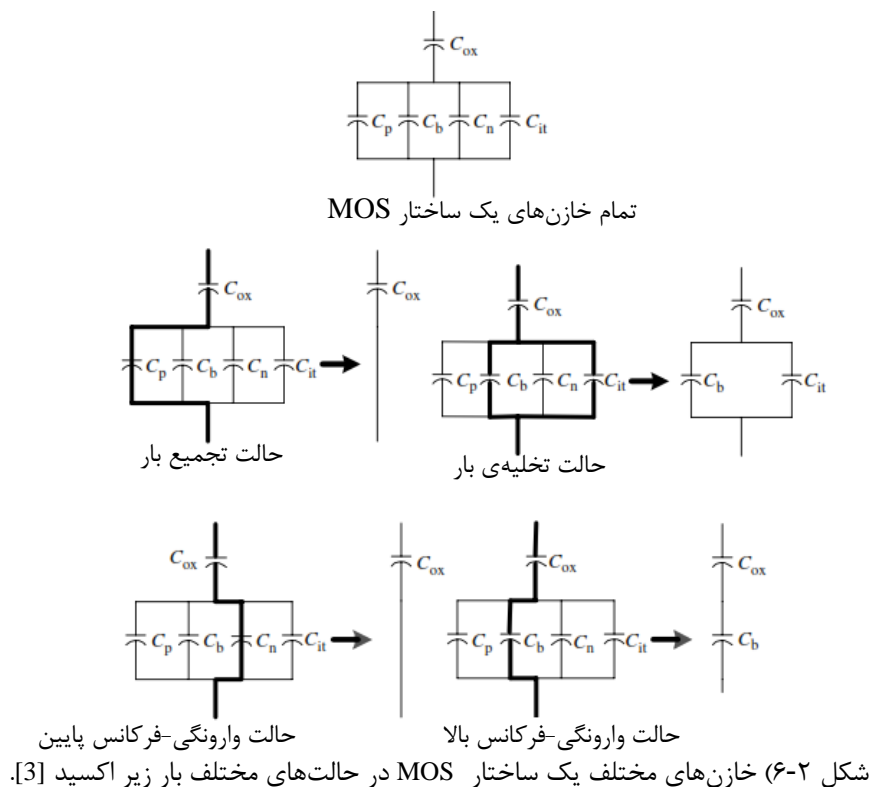 C_ox
C_p C_b C_n C_it
تمام خازن‌های یک ساختار MOS
C_ox C_ox C_ox C_ox
C_p C_b C_n C_it C_p C_b C_n C_it C_b C_it
حالت تجمیع بار حالت تخلیه‌ی بار
C_ox C_ox C_ox C_ox
C_p C_b C_n C_it C_p C_b C_n C_it C_b
حالت وارونگی-فرکانس پایین حالت وارونگی-فرکانس بالا
شکل ۲-۶) خازن‌های مختلف یک ساختار MOS در حالت‌های مختلف بار زیر اکسید [3].